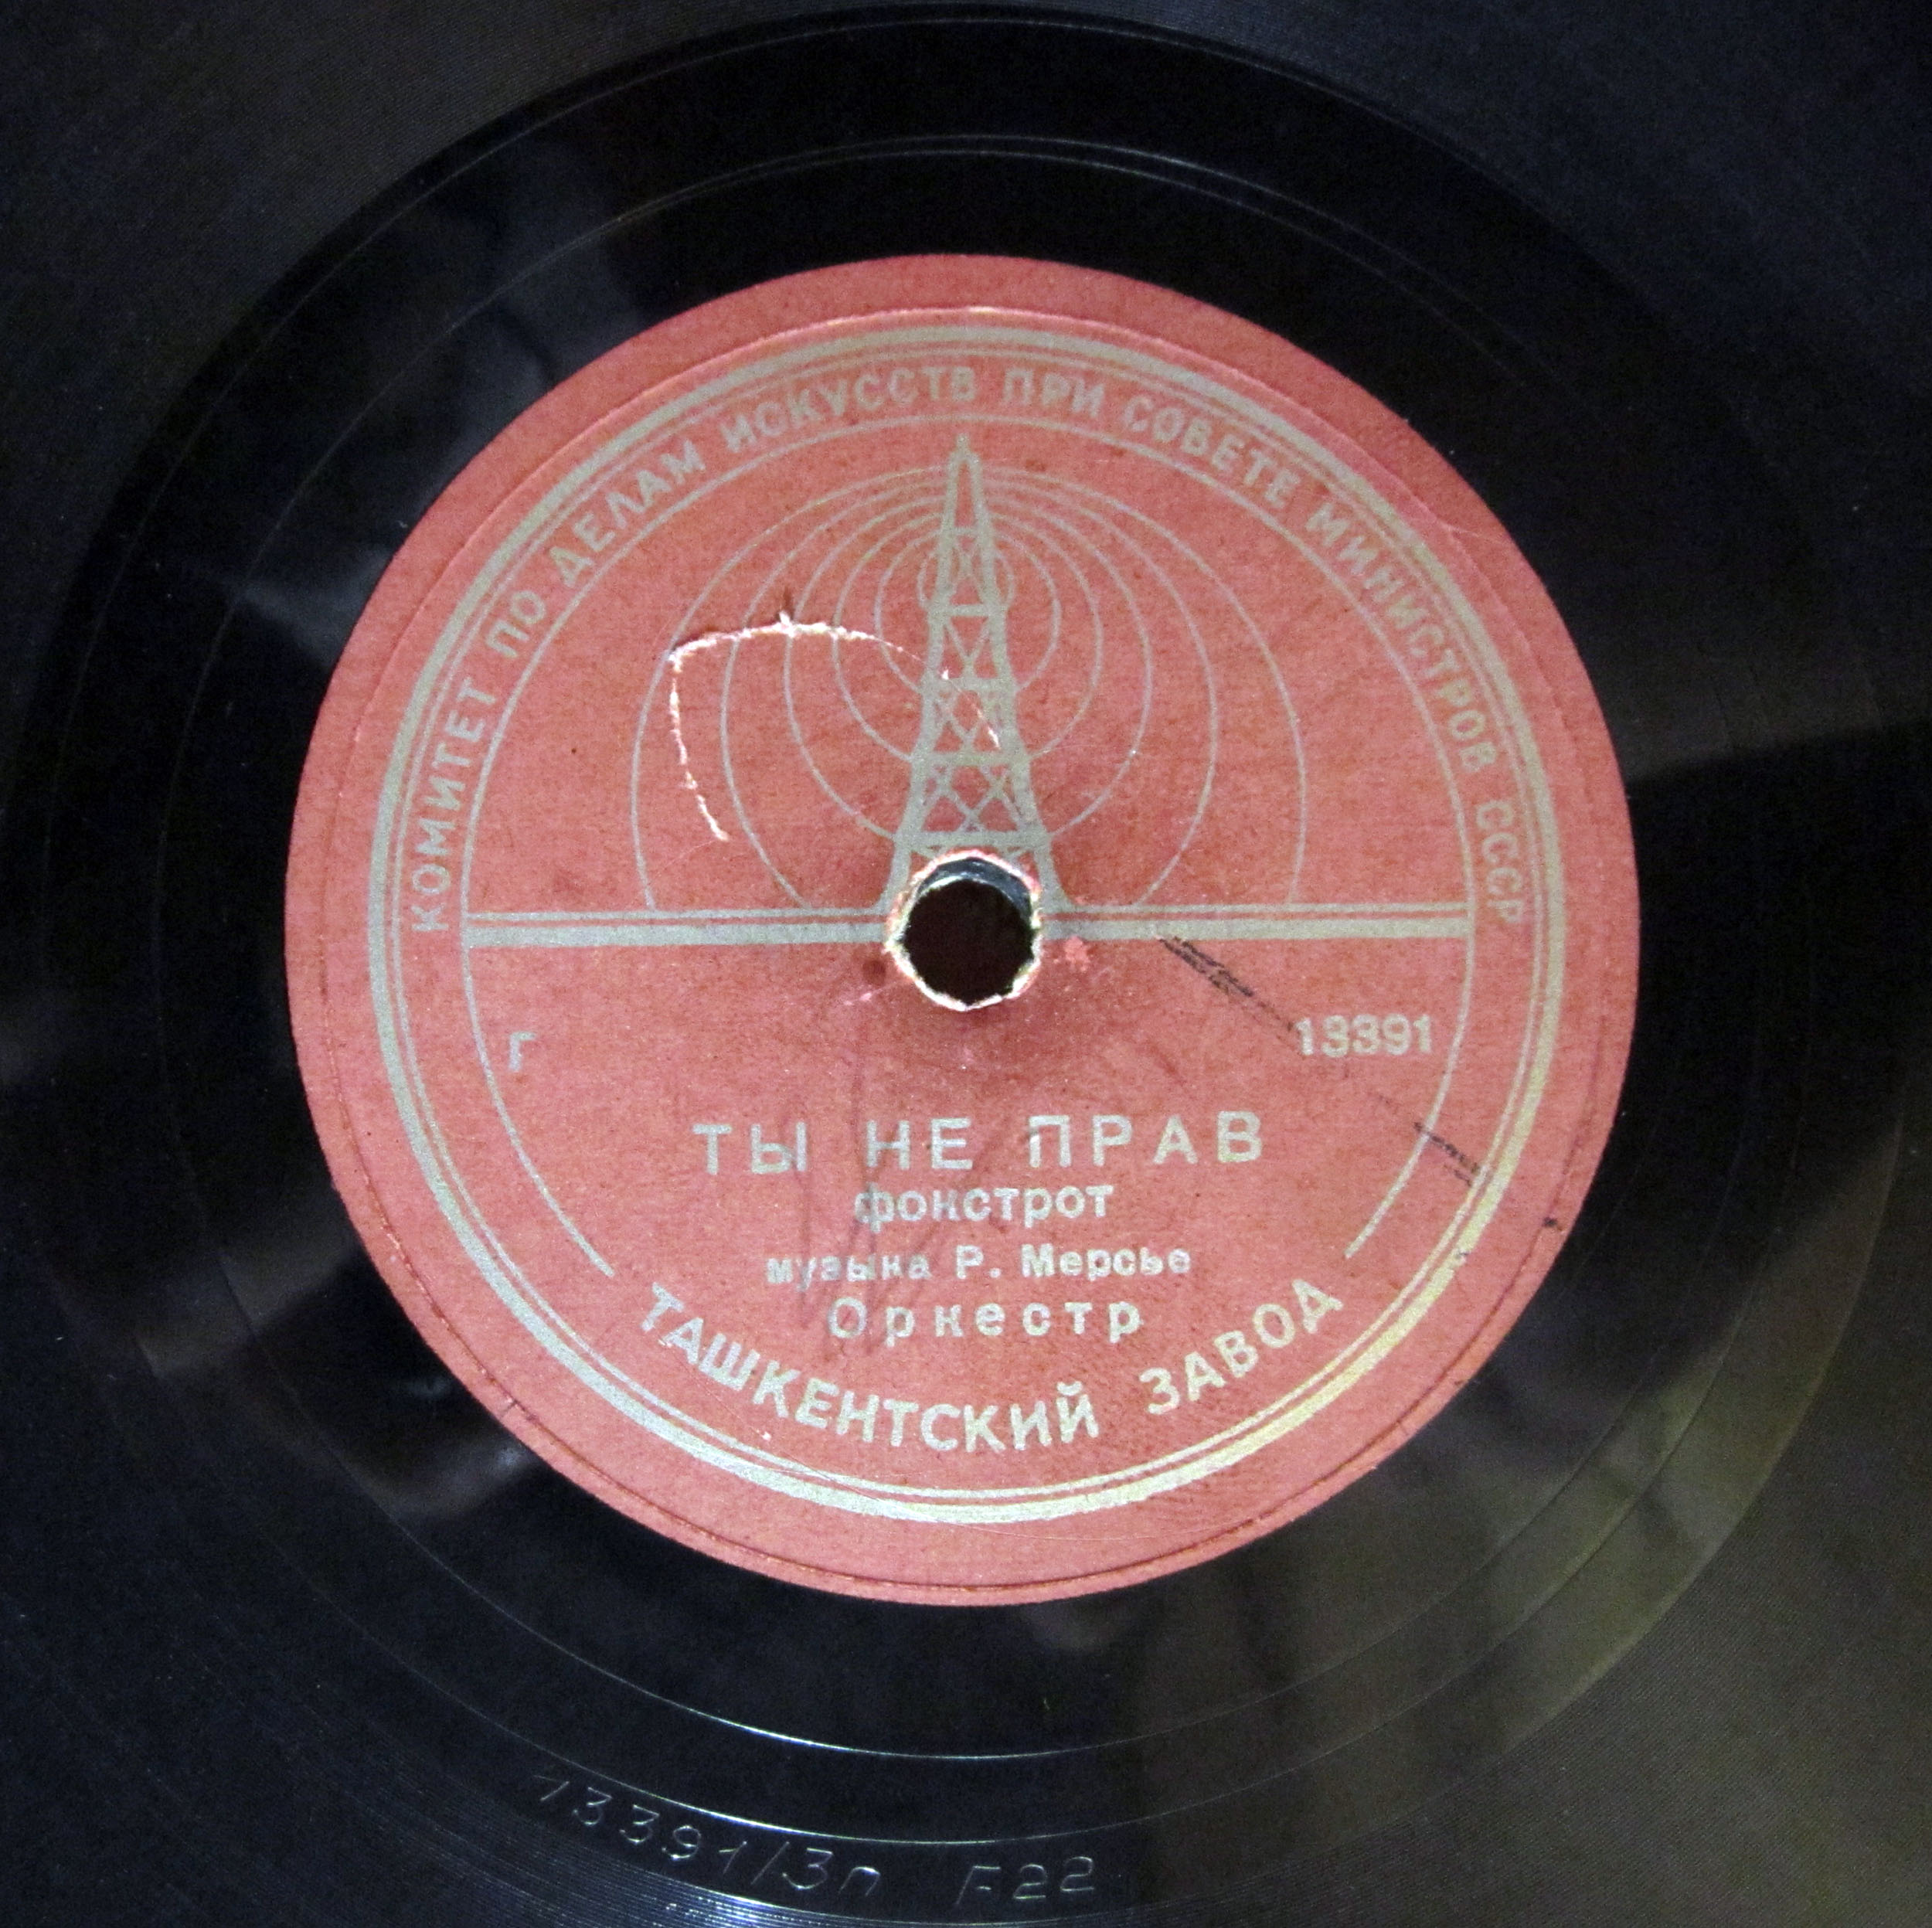 КОМИТЕТ ПО ДЕЛАМ ИСКУССТВ ПРИ СОВЕТЕ МИНИСТРОВ СССР
Г 13391
ТЫ НЕ ПРАВ
фокстрот
музыка Р. Мерсье
Оркестр
ТАШКЕНТСКИЙ ЗАВОД
13391/3п F22